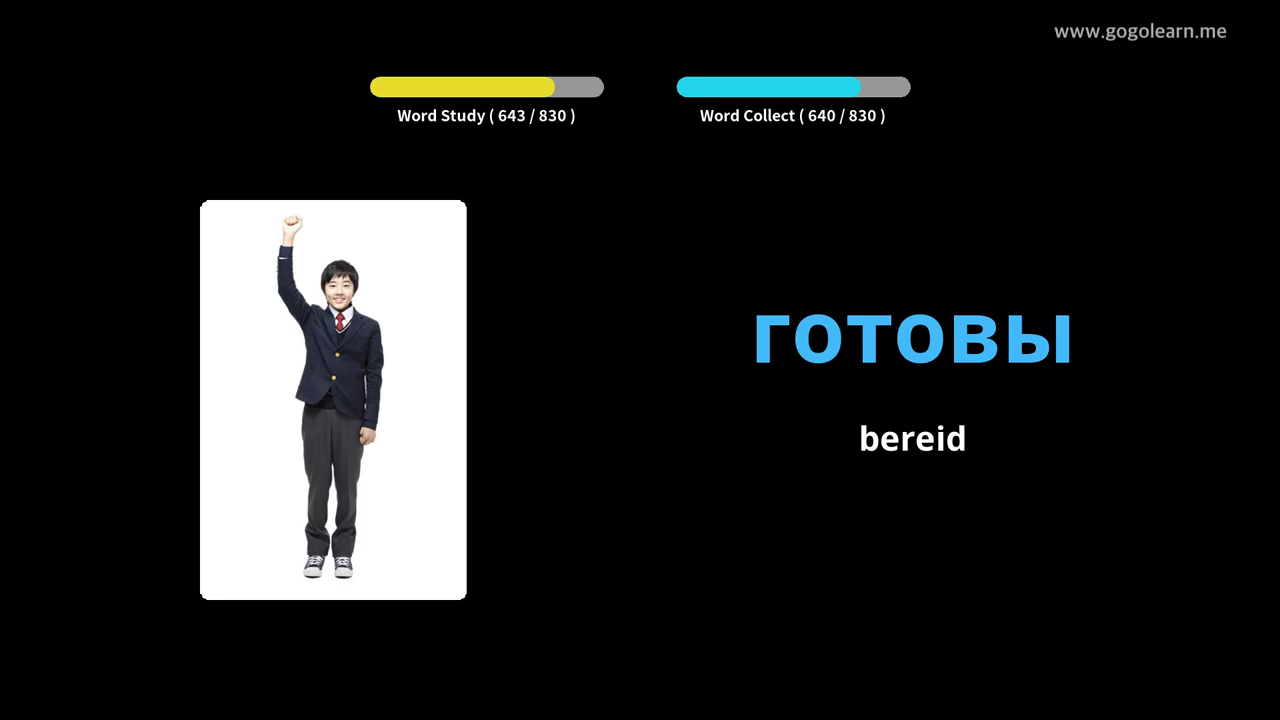 www.gogolearn.me
Word Study ( 643 / 830 )
Word Collect ( 640 / 830 )
готовы
bereid